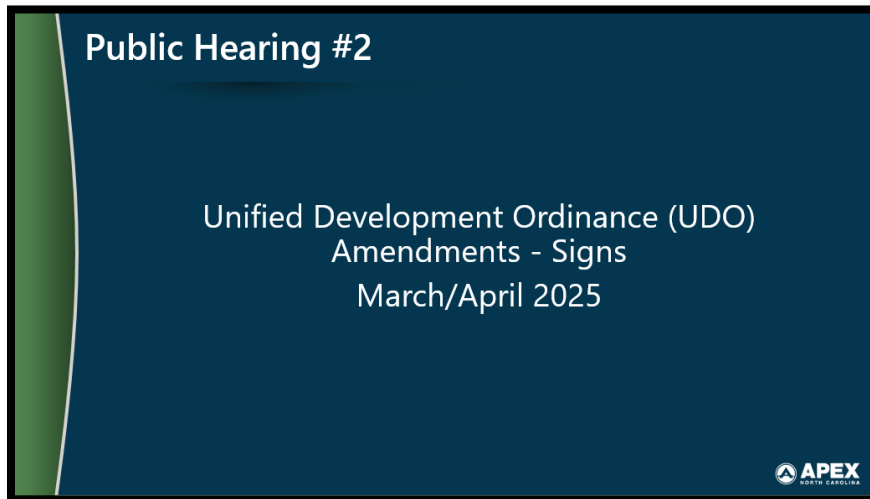 Public Hearing #2
Unified Development Ordinance (UDO)
Amendments - Signs
March/April 2025
APEX
NORTH CAROLINA